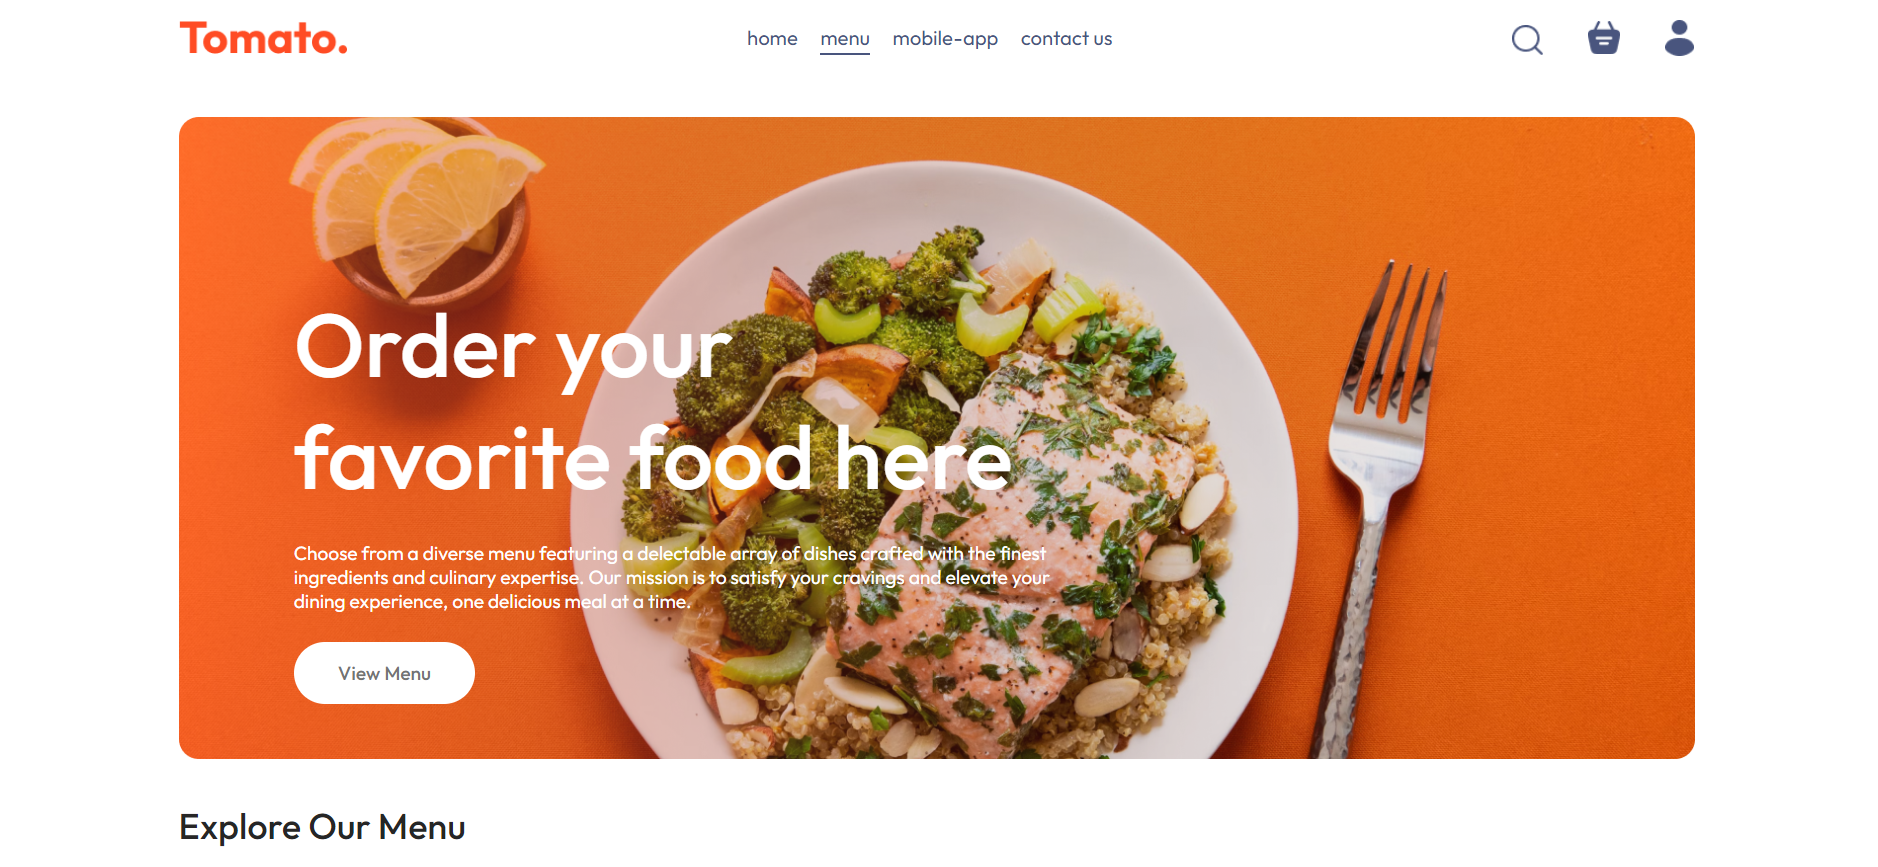 Tomato.
home menu mobile-app contact us
Order your
favorite food here
Choose from a diverse menu featuring a delectable array of dishes crafted with the finest
ingredients and culinary expertise. Our mission is to satisfy your cravings and elevate your
dining experience, one delicious meal at a time.
View Menu
Explore Our Menu